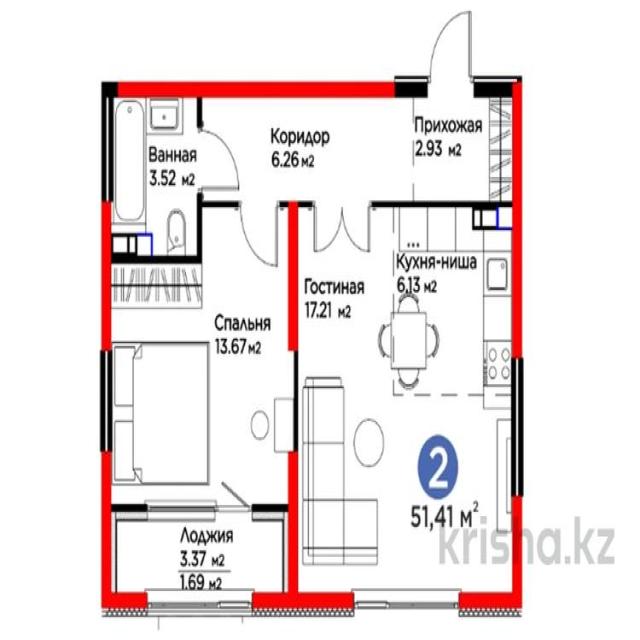 Прихожая
2.93 м2
Коридор
6.26 м2
Ванная
3.52 м2
Кухня-ниша
6.13 м2
Гостиная
17.21 м2
Спальня
13.67 м2
2
51,41 м²
Лоджия
3.37 м2
1.69 м2
krisha.kz